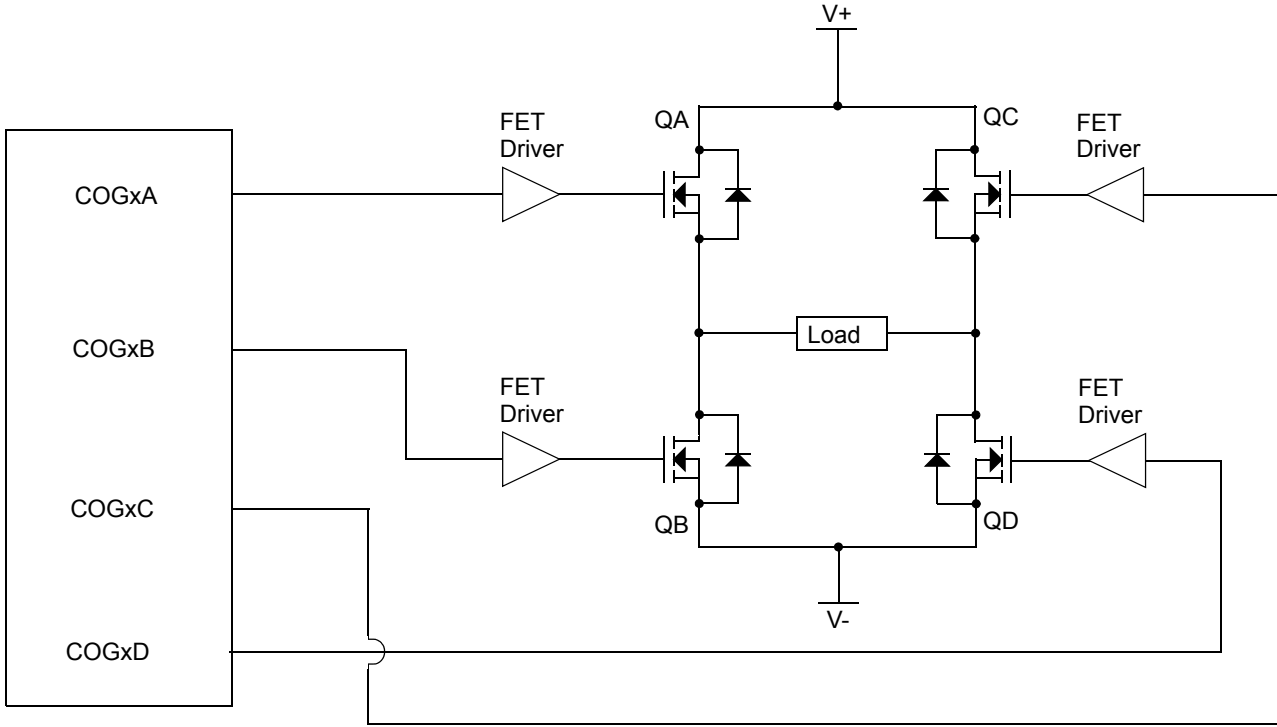 V+
FET
Driver
QA
QC
FET
Driver
COGxA
COGxB
Load
FET
Driver
FET
Driver
COGxC
QB
QD
V-
COGxD